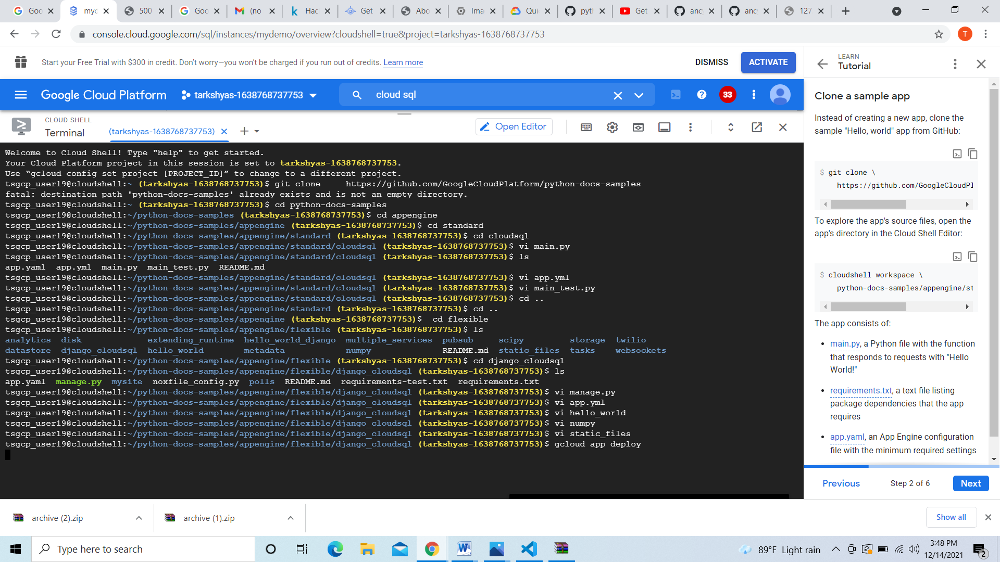 Goo
myc
500
Goo
(no
Hac
Get
Abo
Ima
Qui
pyth
Get
ancy
ancy
127
console.cloud.google.com/sql/instances/mydemo/overview?cloudshell=true&project=tarkshyas-1638768737753
T
Start your Free Trial with $300 in credit. Don't worry—you won't be charged if you run out of credits. Learn more
DISMISS
ACTIVATE
Google Cloud Platform
tarkshyas-1638768737753
cloud sql
33
CLOUD SHELL
Terminal
(tarkshyas-1638768737753)
Open Editor
Welcome to Cloud Shell! Type "help" to get started.
Your Cloud Platform project in this session is set to tarkshyas-1638768737753.
Use “gcloud config set project [PROJECT_ID]” to change to a different project.
tsgcp_user19@cloudshell:~ (tarkshyas-1638768737753)$ git clone     https://github.com/GoogleCloudPlatform/python-docs-samples
fatal: destination path 'python-docs-samples' already exists and is not an empty directory.
tsgcp_user19@cloudshell:~ (tarkshyas-1638768737753)$ cd python-docs-samples
tsgcp_user19@cloudshell:~/python-docs-samples (tarkshyas-1638768737753)$ cd appengine
tsgcp_user19@cloudshell:~/python-docs-samples/appengine (tarkshyas-1638768737753)$ cd standard
tsgcp_user19@cloudshell:~/python-docs-samples/appengine/standard (tarkshyas-1638768737753)$ cd cloudsql
tsgcp_user19@cloudshell:~/python-docs-samples/appengine/standard/cloudsql (tarkshyas-1638768737753)$ vi main.py
tsgcp_user19@cloudshell:~/python-docs-samples/appengine/standard/cloudsql (tarkshyas-1638768737753)$ ls
app.yaml  app.yml  main.py  main_test.py  README.md
tsgcp_user19@cloudshell:~/python-docs-samples/appengine/standard/cloudsql (tarkshyas-1638768737753)$ vi app.yml
tsgcp_user19@cloudshell:~/python-docs-samples/appengine/standard/cloudsql (tarkshyas-1638768737753)$ vi main_test.py
tsgcp_user19@cloudshell:~/python-docs-samples/appengine/standard/cloudsql (tarkshyas-1638768737753)$ cd ..
tsgcp_user19@cloudshell:~/python-docs-samples/appengine/standard (tarkshyas-1638768737753)$ cd ..
tsgcp_user19@cloudshell:~/python-docs-samples/appengine (tarkshyas-1638768737753)$  cd flexible
tsgcp_user19@cloudshell:~/python-docs-samples/appengine/flexible (tarkshyas-1638768737753)$ ls
analytics  disk  extending_runtime  hello_world_django  multiple_services  pubsub  scipy  storage  twilio
datastore  django_cloudsql  hello_world  metadata  numpy  README.md  static_files  tasks  websockets
tsgcp_user19@cloudshell:~/python-docs-samples/appengine/flexible (tarkshyas-1638768737753)$ cd django_cloudsql
tsgcp_user19@cloudshell:~/python-docs-samples/appengine/flexible/django_cloudsql (tarkshyas-1638768737753)$ ls
app.yaml  manage.py  mysite  noxfile_config.py  polls  README.md  requirements-test.txt  requirements.txt
tsgcp_user19@cloudshell:~/python-docs-samples/appengine/flexible/django_cloudsql (tarkshyas-1638768737753)$ vi manage.py
tsgcp_user19@cloudshell:~/python-docs-samples/appengine/flexible/django_cloudsql (tarkshyas-1638768737753)$ vi app.yml
tsgcp_user19@cloudshell:~/python-docs-samples/appengine/flexible/django_cloudsql (tarkshyas-1638768737753)$ vi hello_world
tsgcp_user19@cloudshell:~/python-docs-samples/appengine/flexible/django_cloudsql (tarkshyas-1638768737753)$ vi numpy
tsgcp_user19@cloudshell:~/python-docs-samples/appengine/flexible/django_cloudsql (tarkshyas-1638768737753)$ vi static_files
tsgcp_user19@cloudshell:~/python-docs-samples/appengine/flexible/django_cloudsql (tarkshyas-1638768737753)$ gcloud app deploy
LEARN
Tutorial
Clone a sample app
Instead of creating a new app, clone the
sample "Hello, world" app from GitHub:
$ git clone \
https://github.com/GoogleCloudPl
To explore the app's source files, open the
app's directory in the Cloud Shell Editor:
$ cloudshell workspace \
python-docs-samples/appengine/st
The app consists of:
• main.py, a Python file with the function
that responds to requests with "Hello
World!"
• requirements.txt, a text file listing
package dependencies that the app
requires
• app.yaml, an App Engine configuration
file with the minimum required settings
Previous
Step 2 of 6
Next
archive (2).zip
archive (1).zip
Show all
Type here to search
89°F Light rain
3:48 PM
12/14/2021
2